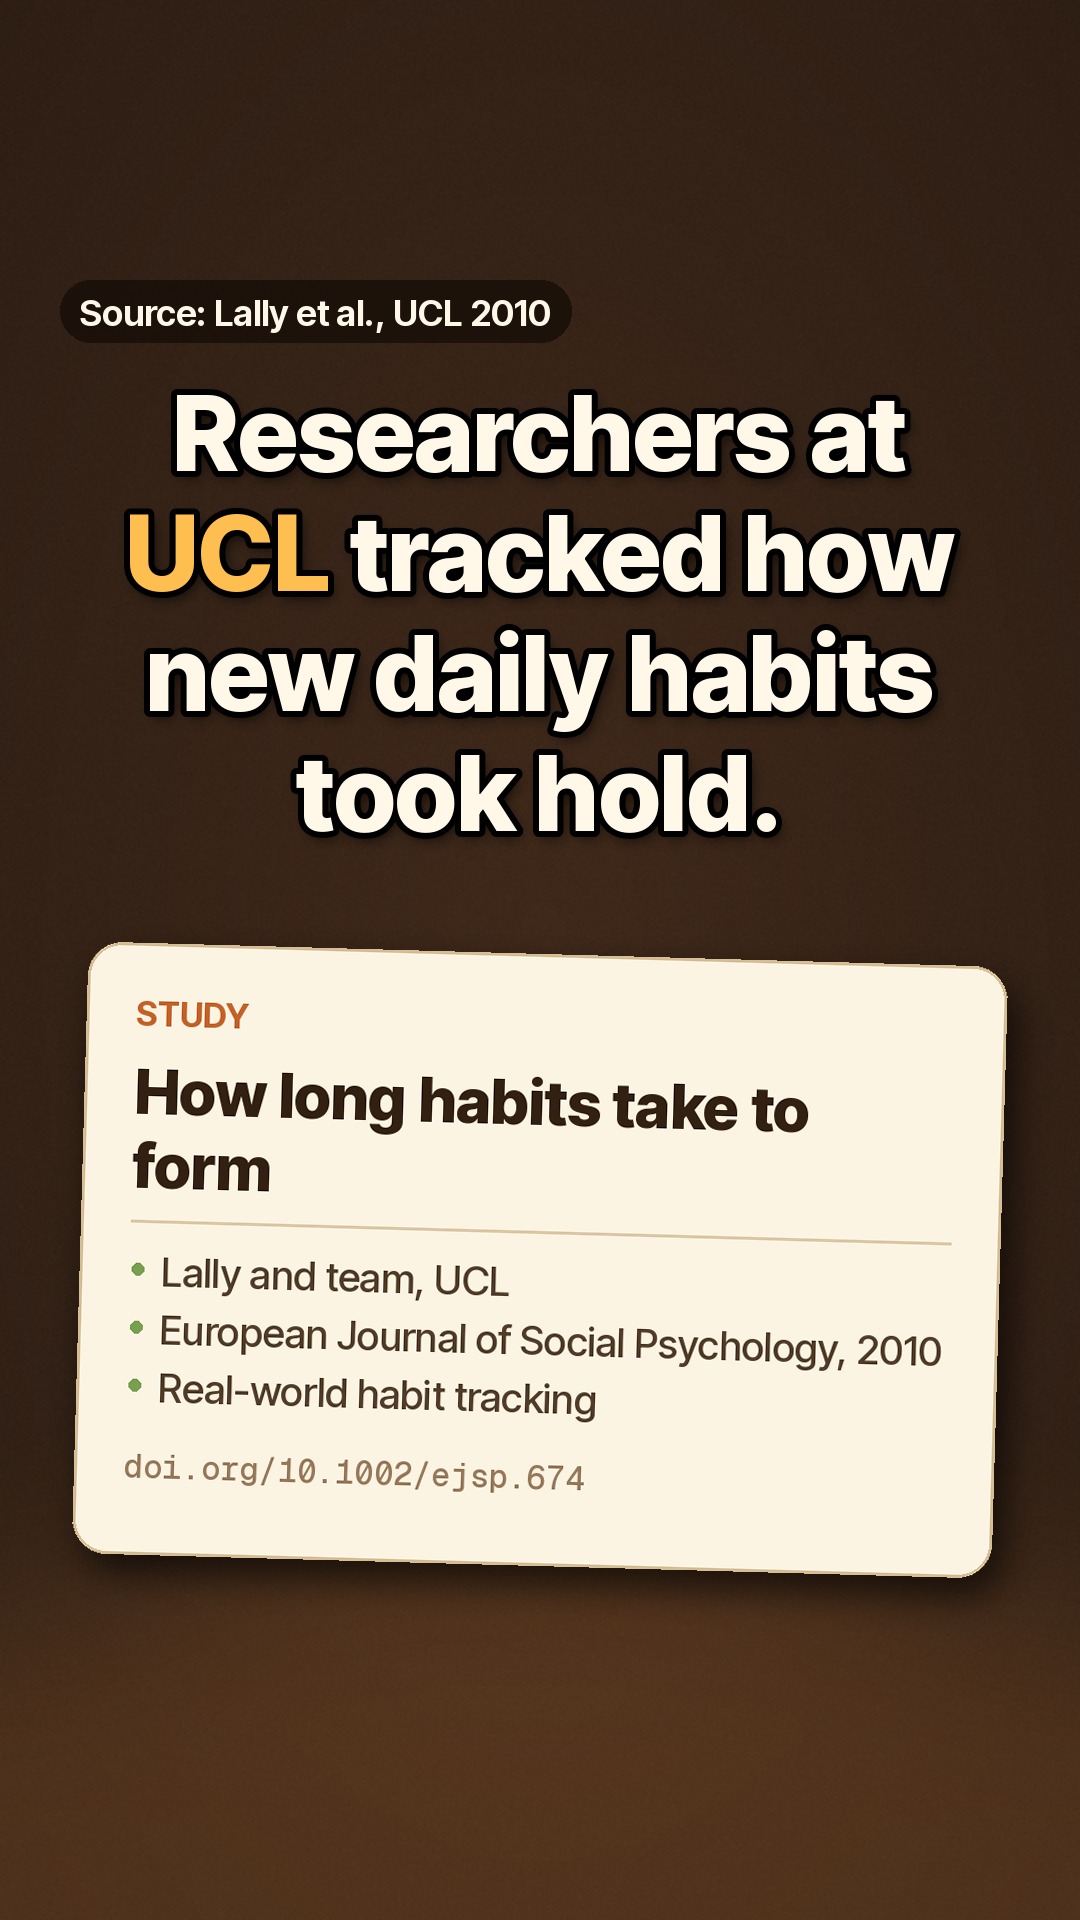 Source: Lally et al., UCL 2010
Researchers at
UCL tracked how
new daily habits
took hold.
STUDY
How long habits take to
form
Lally and team, UCL
European Journal of Social Psychology, 2010
Real-world habit tracking
doi.org/10.1002/ejsp.674